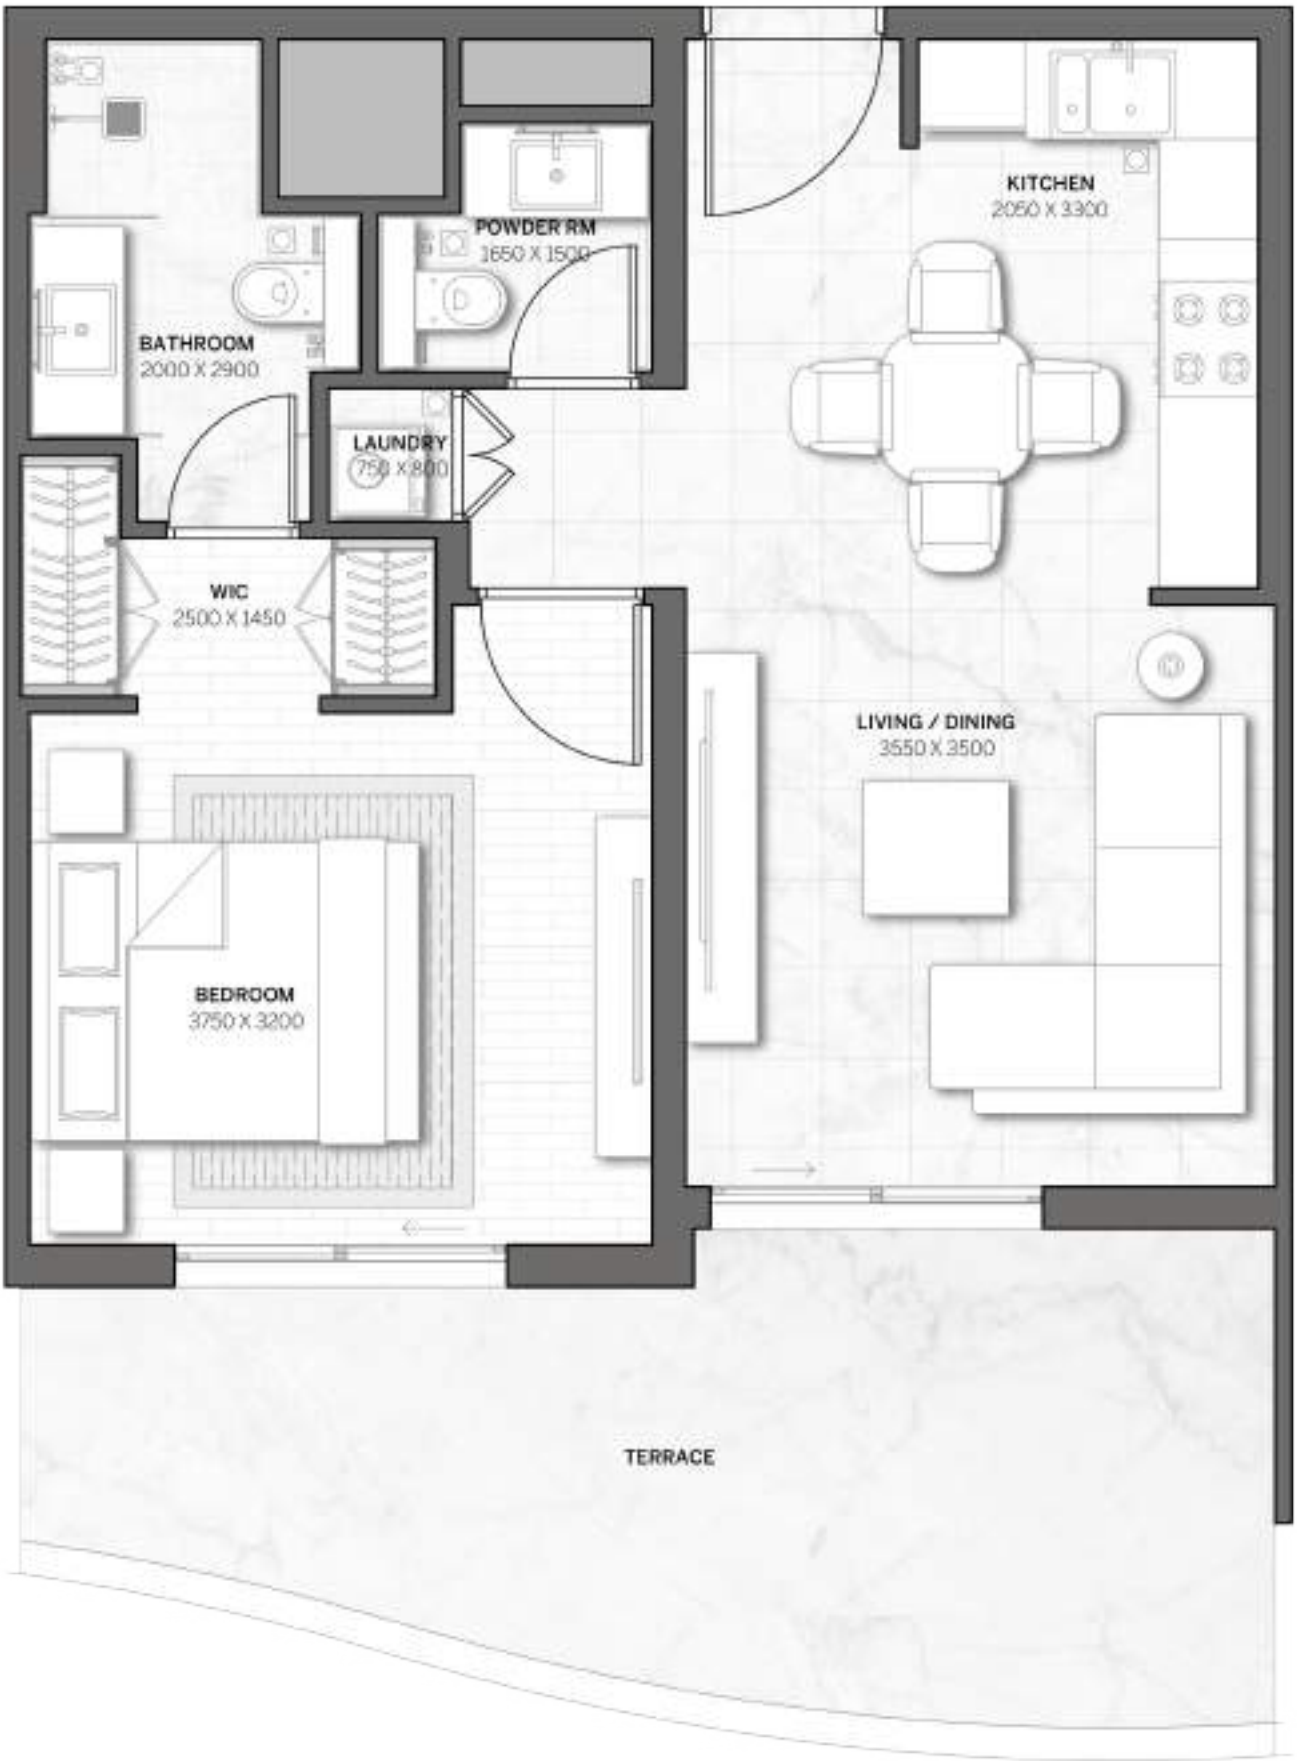 KITCHEN
2050 X 3300
POWDER RM
1650 X 1500
BATHROOM
2000 X 2900
LAUNDRY
750 X 800
WIC
2500 X 1450
LIVING / DINING
3550 X 3500
BEDROOM
3750 X 3200
TERRACE